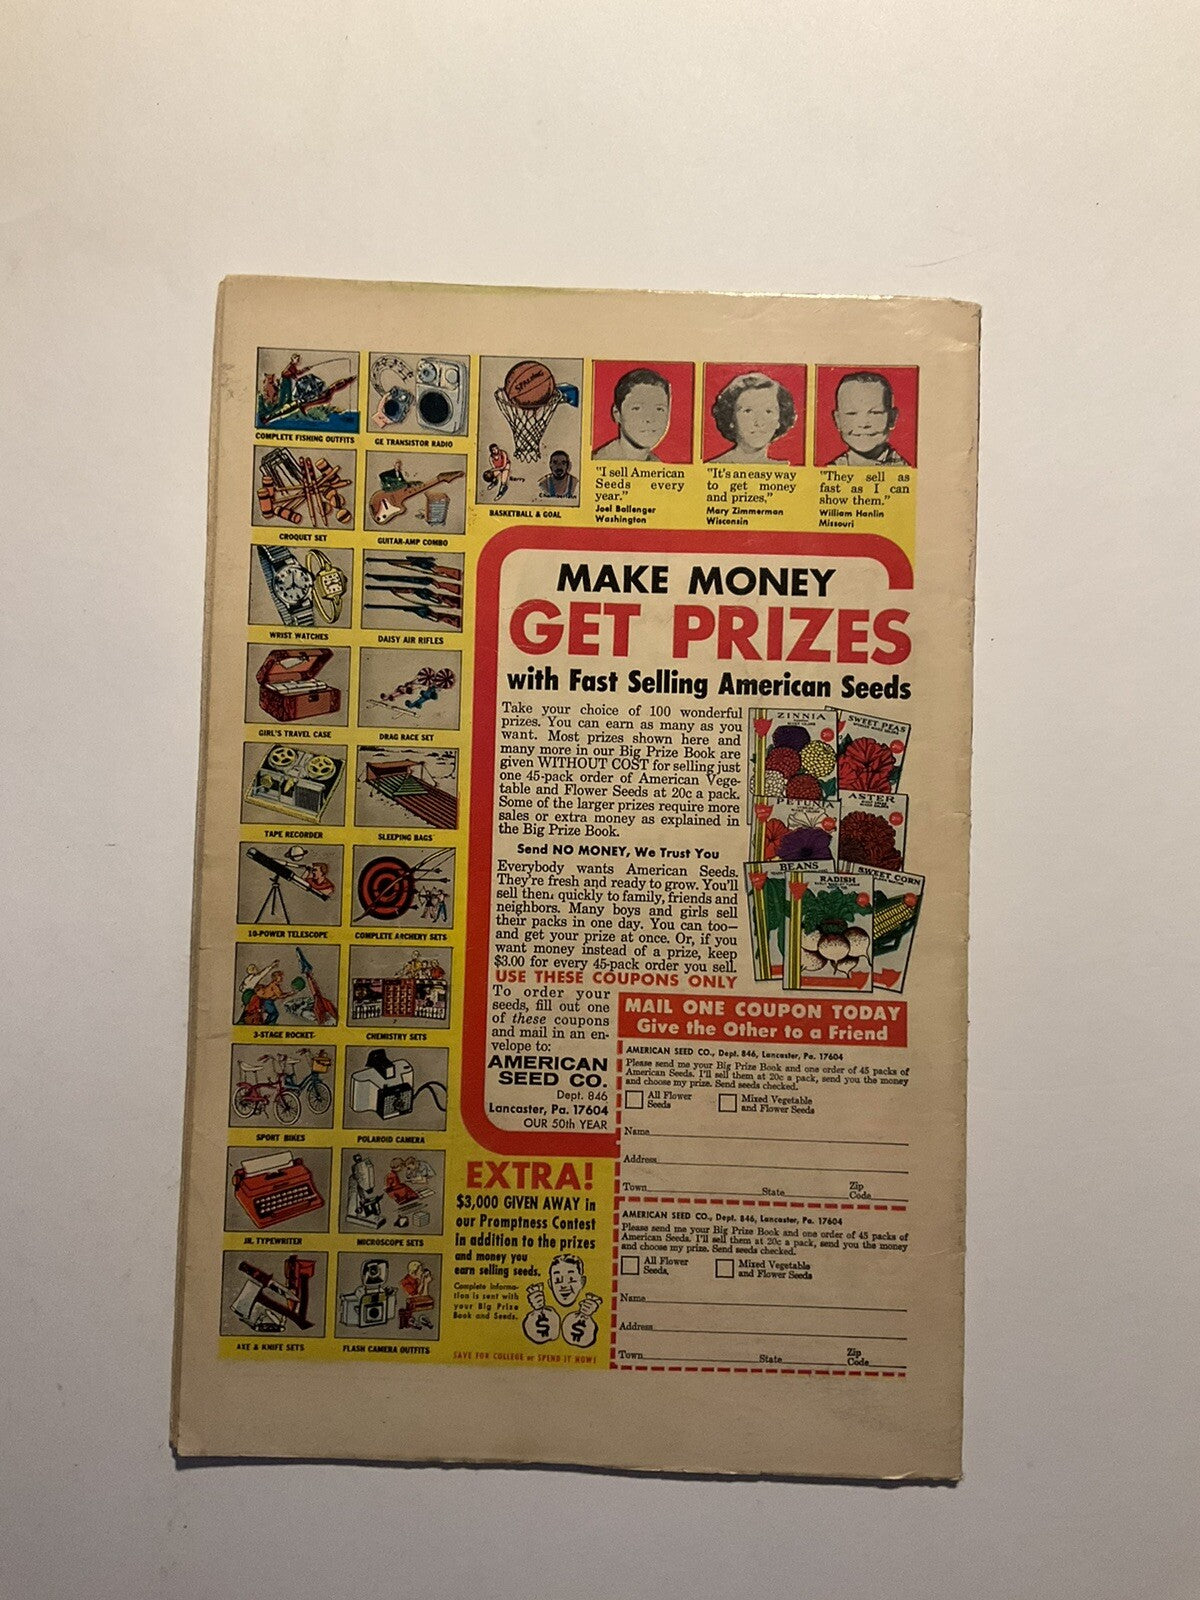 COMPLETE FISHING OUTFITS
GE TRANSISTOR RADIO
SPALDING
Barry
BASKETBALL & GOAL
CROQUET SET
GUITAR-AMP COMBO
WRIST WATCHES
DAISY AIR RIFLES
GIRL'S TRAVEL CASE
DRAG RACE SET
TAPE RECORDER
SLEEPING BAGS
10-POWER TELESCOPE
COMPLETE ARCHERY SETS
3-STAGE ROCKET
CHEMISTRY SETS
SPORT BIKES
POLAROID CAMERA
JR. TYPEWRITER
MICROSCOPE SETS
AXE & KNIFE SETS
FLASH CAMERA OUTFITS
"I sell American
Seeds every
year."
Joel Ballenger
Washington
"It's an easy way
to get money
and prizes,"
Mary Zimmerman
Wisconsin
"They sell as
fast as I can
show them."
William Hanlin
Missouri
MAKE MONEY
GET PRIZES
with Fast Selling American Seeds
Take your choice of 100 wonderful
prizes. You can earn as many as you
want. Most prizes shown here and
many more in our Big Prize Book are
given WITHOUT COST for selling just
one 45-pack order of American Vege-
table and Flower Seeds at 20c a pack.
Some of the larger prizes require more
sales or extra money as explained in
the Big Prize Book.
Send NO MONEY, We Trust You
Everybody wants American Seeds.
They're fresh and ready to grow. You'll
sell them quickly to family, friends and
neighbors. Many boys and girls sell
their packs in one day. You can too—
and get your prize at once. Or, if you
want money instead of a prize, keep
$3.00 for every 45-pack order you sell.
ZINNIA
SWEET PEAS
PETUNIA
ASTER
BEANS
RADISH
SWEET CORN
USE THESE COUPONS ONLY
To order your
seeds, fill out one
of these coupons
and mail in an en-
velope to:
AMERICAN
SEED CO.
Dept. 846
Lancaster, Pa. 17604
OUR 50th YEAR
MAIL ONE COUPON TODAY
Give the Other to a Friend
AMERICAN SEED CO., Dept. 846, Lancaster, Pa. 17604
Please send me your Big Prize Book and one order of 45 packs of
American Seeds. I'll sell them at 20c a pack, send you the money
and choose my prize. Send seeds checked.
All Flower
Seeds
Mixed Vegetable
and Flower Seeds
Name
Address
Town State Zip Code
AMERICAN SEED CO., Dept. 846, Lancaster, Pa. 17604
Please send me your Big Prize Book and one order of 45 packs of
American Seeds. I'll sell them at 20c a pack, send you the money
and choose my prize. Send seeds checked.
All Flower
Seeds.
Mixed Vegetable
and Flower Seeds
Name
Address
Town State Zip Code
EXTRA!
$3,000 GIVEN AWAY in
our Promptness Contest
in addition to the prizes
and money you
earn selling seeds.
Complete informa-
tion is sent with
your Big Prize
Book and Seeds.
$ $
SAVE FOR COLLEGE or SPEND IT NOW!